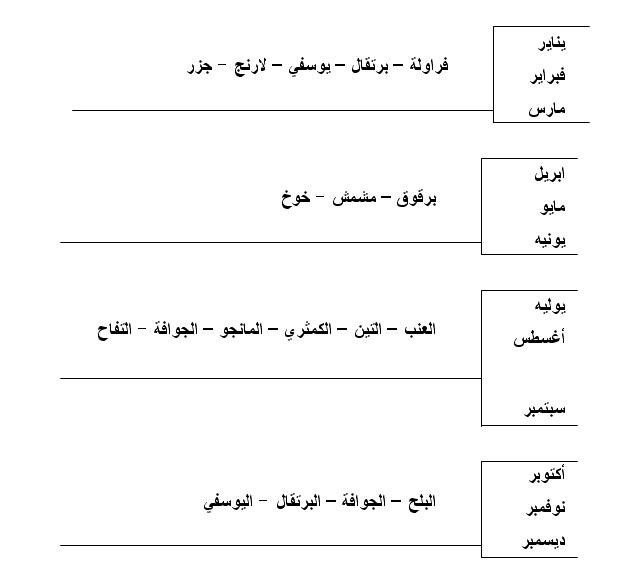 يناير
فبراير
مارس
فراولة – برتقال – يوسفي – لارنج - جزر
ابريل
مايو
يونيه
برقوق – مشمش - خوخ
يوليه
أغسطس
سبتمبر
العنب – التين – الكمثري – المانجو – الجوافة - التفاح
أكتوبر
نوفمبر
ديسمبر
البلح – الجوافة – البرتقال - اليوسفي